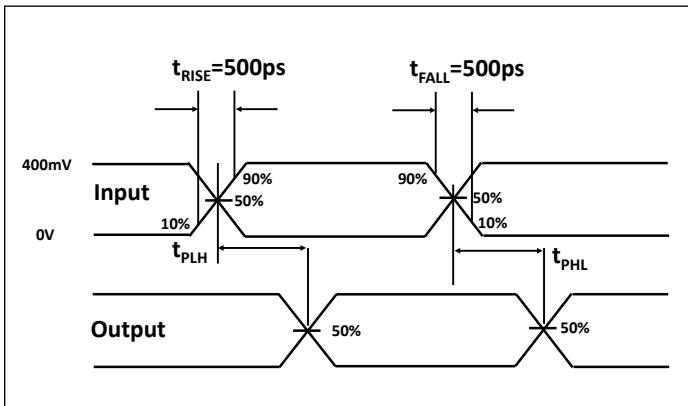 tRISE=500ps tFALL=500ps
400mV
90% 90%
Input 50% 50%
10% 10%
0V
tPLH tPHL
Output 50% 50%